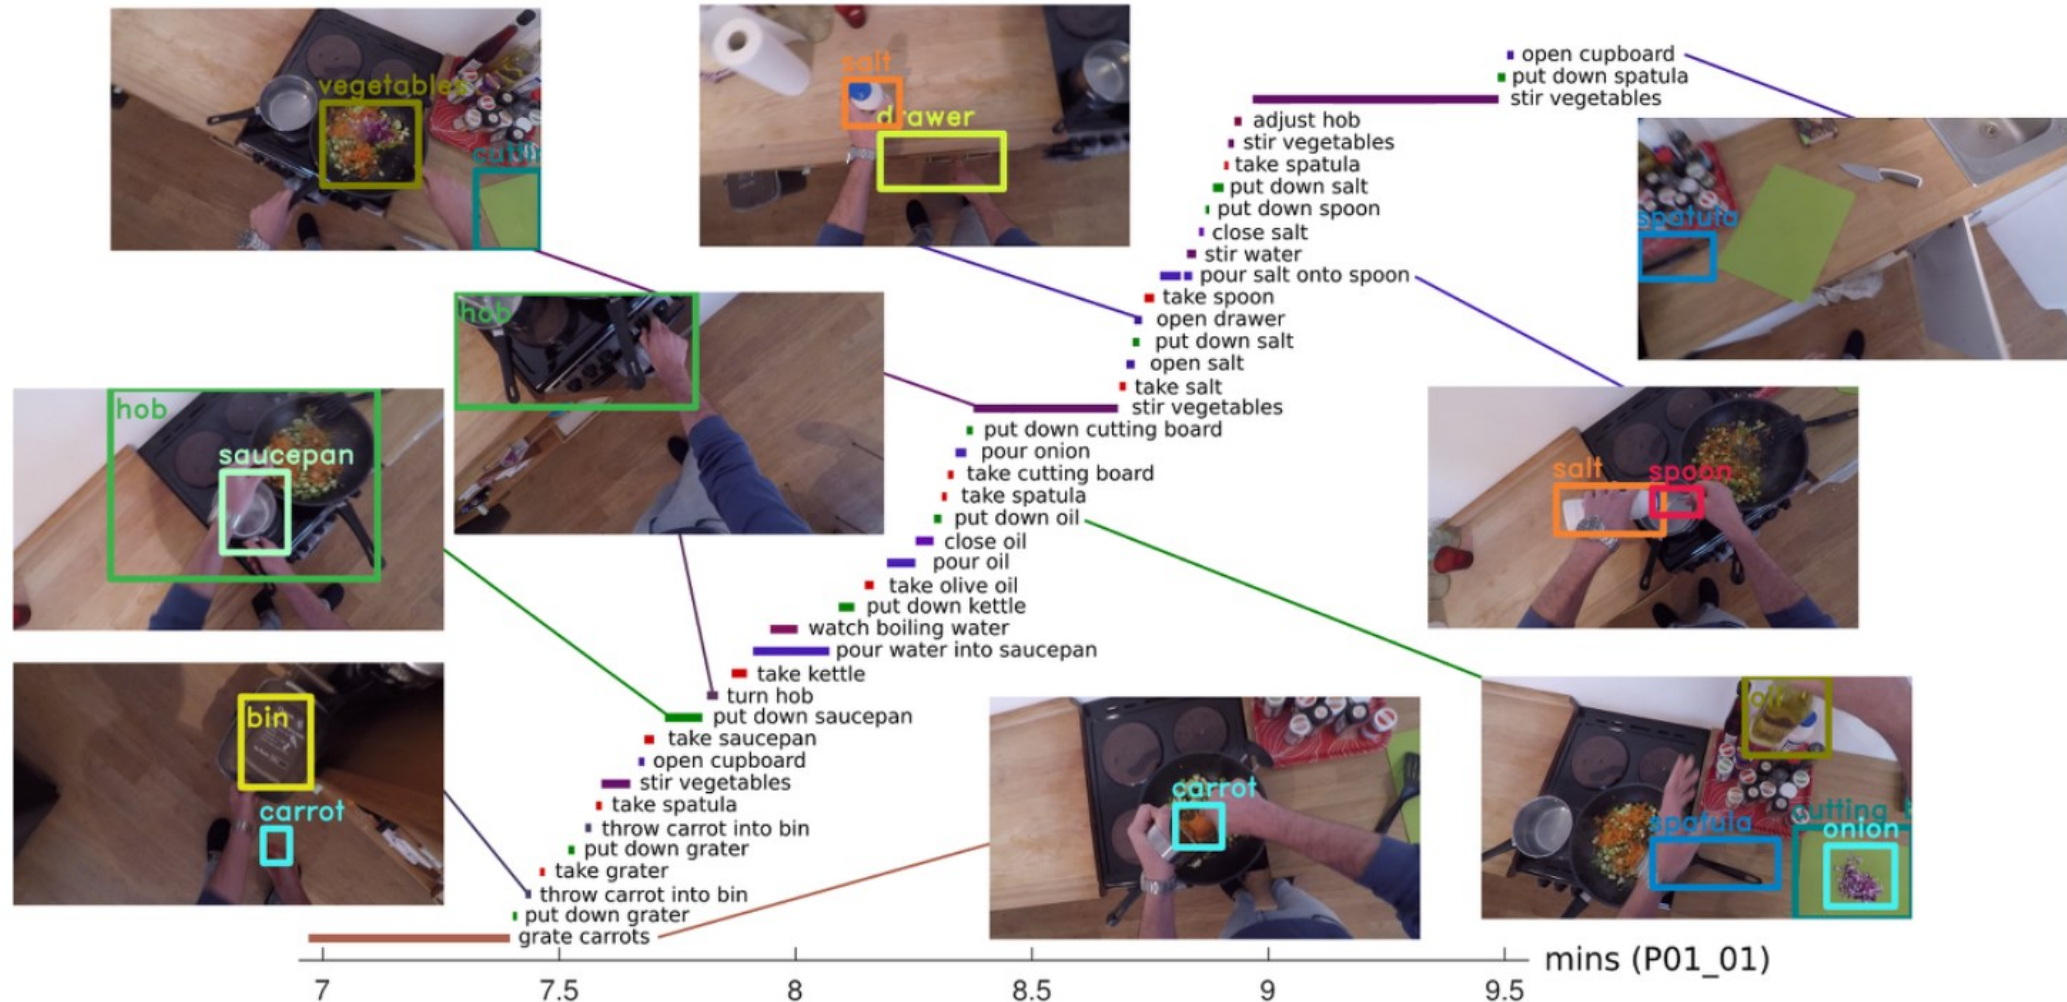 open cupboard
put down spatula
stir vegetables
adjust hob
stir vegetables
take spatula
put down salt
put down spoon
close salt
stir water
pour salt onto spoon
take spoon
open drawer
put down salt
open salt
take salt
stir vegetables
put down cutting board
pour onion
take cutting board
take spatula
put down oil
close oil
pour oil
take olive oil
put down kettle
watch boiling water
pour water into saucepan
take kettle
turn hob
put down saucepan
take saucepan
open cupboard
stir vegetables
take spatula
throw carrot into bin
put down grater
take grater
throw carrot into bin
put down grater
grate carrots
vegetables
cuttin
salt
drawer
spatula
hob
hob
saucepan
salt
spoon
bin
carrot
carrot
oil
spatula
cutting b
onion
7 7.5 8 8.5 9 9.5
mins (P01_01)